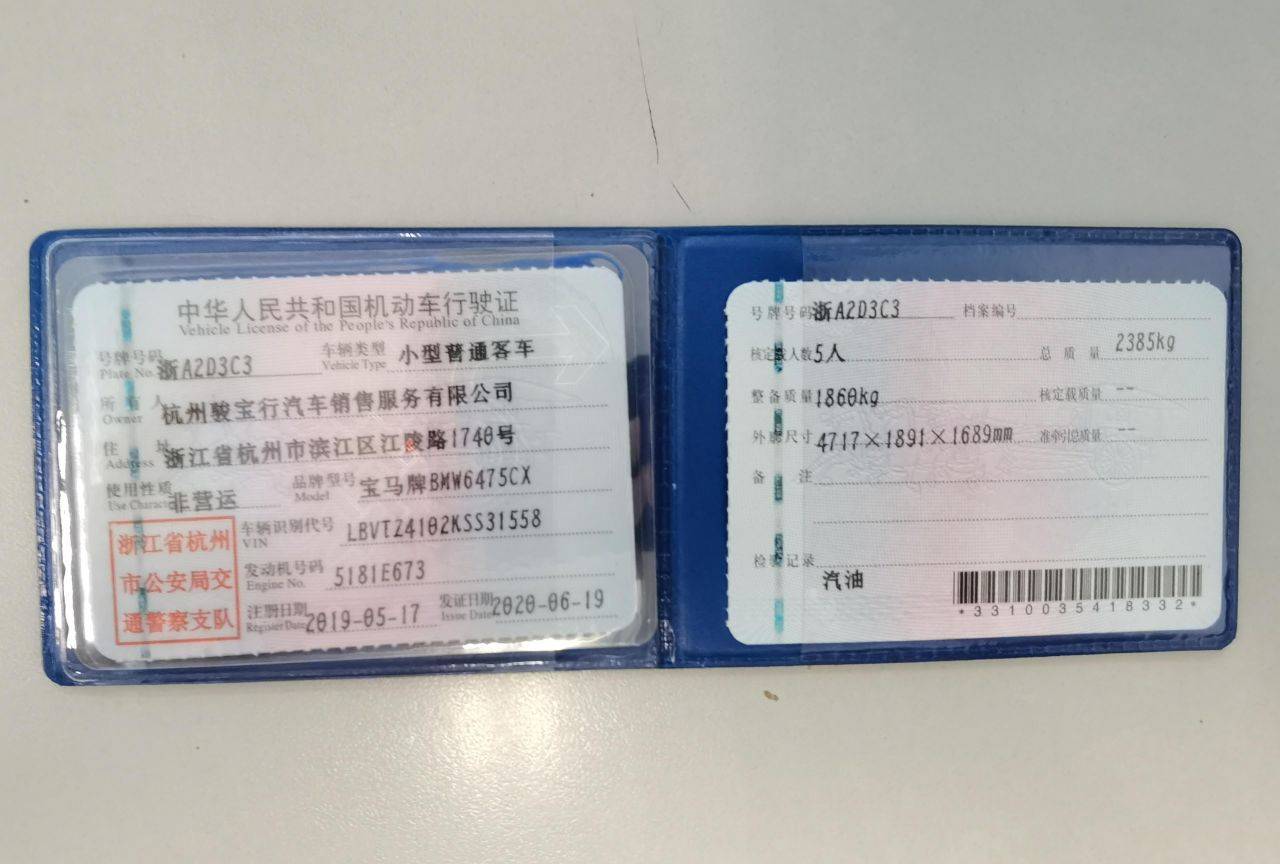 中华人民共和国机动车行驶证
Vehicle License of the People's Republic of China
号牌号码 浙A2D3C3 车辆类型 小型普通客车
Plate No. Vehicle Type
所有人 杭州骏宝行汽车销售服务有限公司
Owner
住址 浙江省杭州市滨江区江陵路1740号
Address
使用性质 非营运 品牌型号 宝马牌BMW6475CX
Use Charac Model
浙江省杭州
市公安局交
通警察支队
车辆识别代号 LBVTZ4102KSS31558
VIN
发动机号码 5181E673
Engine No.
注册日期 2019-05-17 发证日期 2020-06-19
Register Date Issue Date
号牌号码 浙A2D3C3 档案编号
核定载人数 5人 总质量 2385kg
整备质量 1860kg 核定载质量 --
外廓尺寸 4717×1891×1689mm 准牵引总质量 --
备注
检验记录
汽油
*3310035418332*